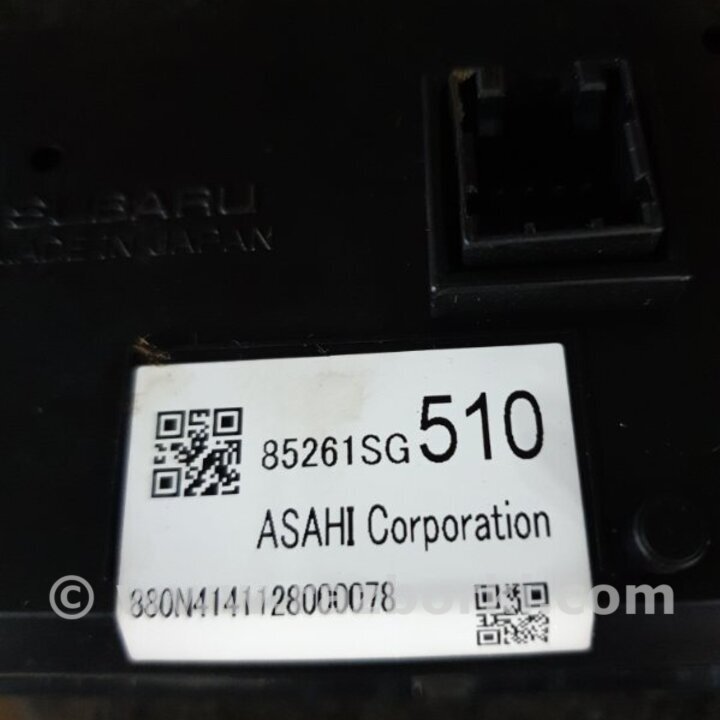 SUBARU
MADE IN JAPAN
85261SG510
ASAHI Corporation
880N4141128000078